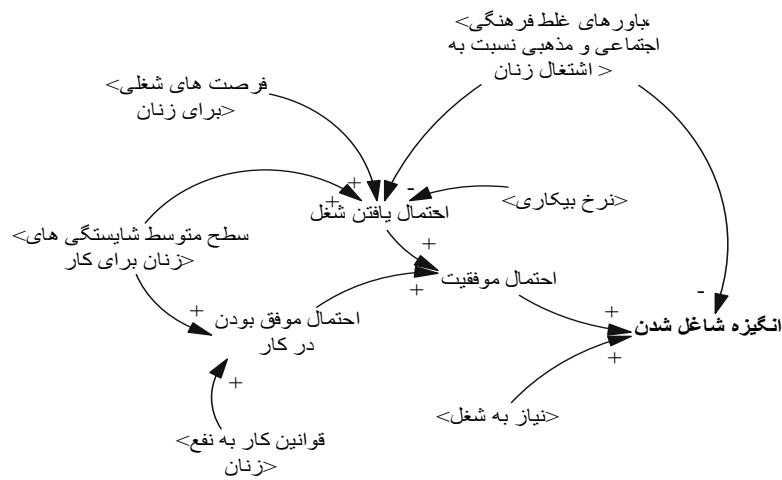 باورهای غلط فرهنگی،>
اجتماعی و مذهبی نسبت به
< اشتغال زنان
فرصت های شغلی>
<برای زنان
+
+
+
-
احتمال یافتن شغل
<نرخ بیکاری>
سطح متوسط شایستگی های>
<زنان برای کار
+
احتمال موفقیت
+
+
احتمال موفق بودن
در کار
+
-
+
انگیزه شاغل شدن
+
<نیاز به شغل>
قوانین کار به نفع>
<زنان